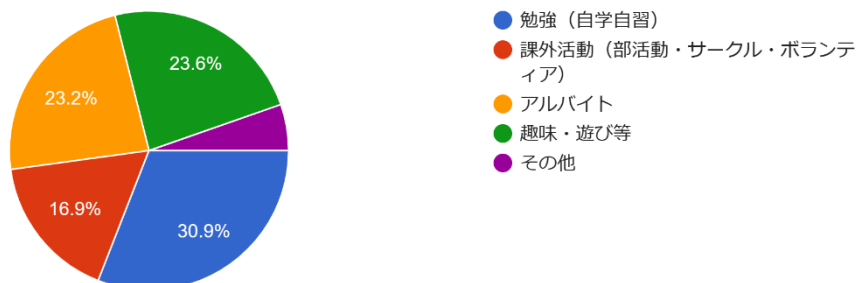 23.6%
23.2%
16.9%
30.9%
勉強（自学自習）
課外活動（部活動・サークル・ボランテ
ィア）
アルバイト
趣味・遊び等
その他